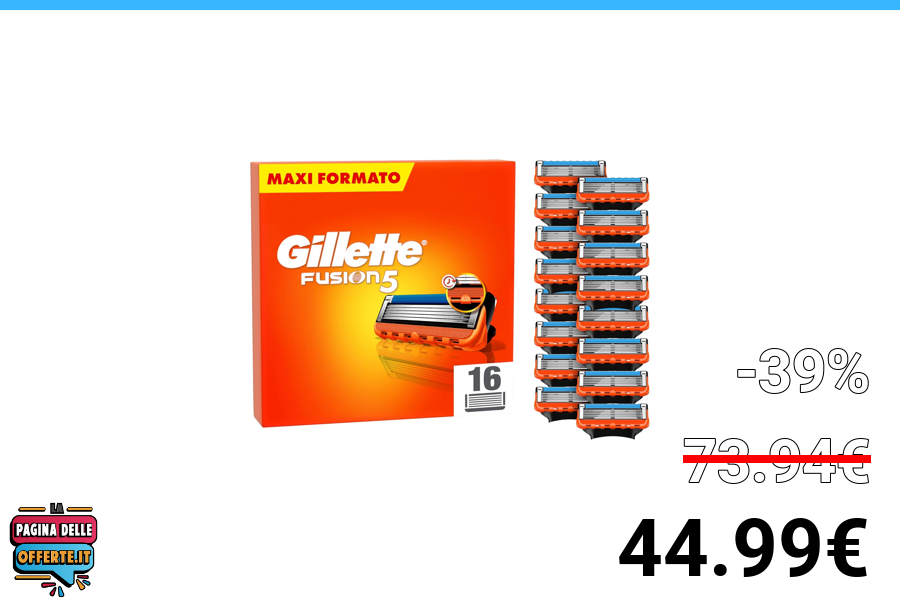 MAXI FORMATO
Gillette®
FUSION5
16
-39%
73.94€
44.99€
LA
PAGINA DELLE
OFFERTE.IT